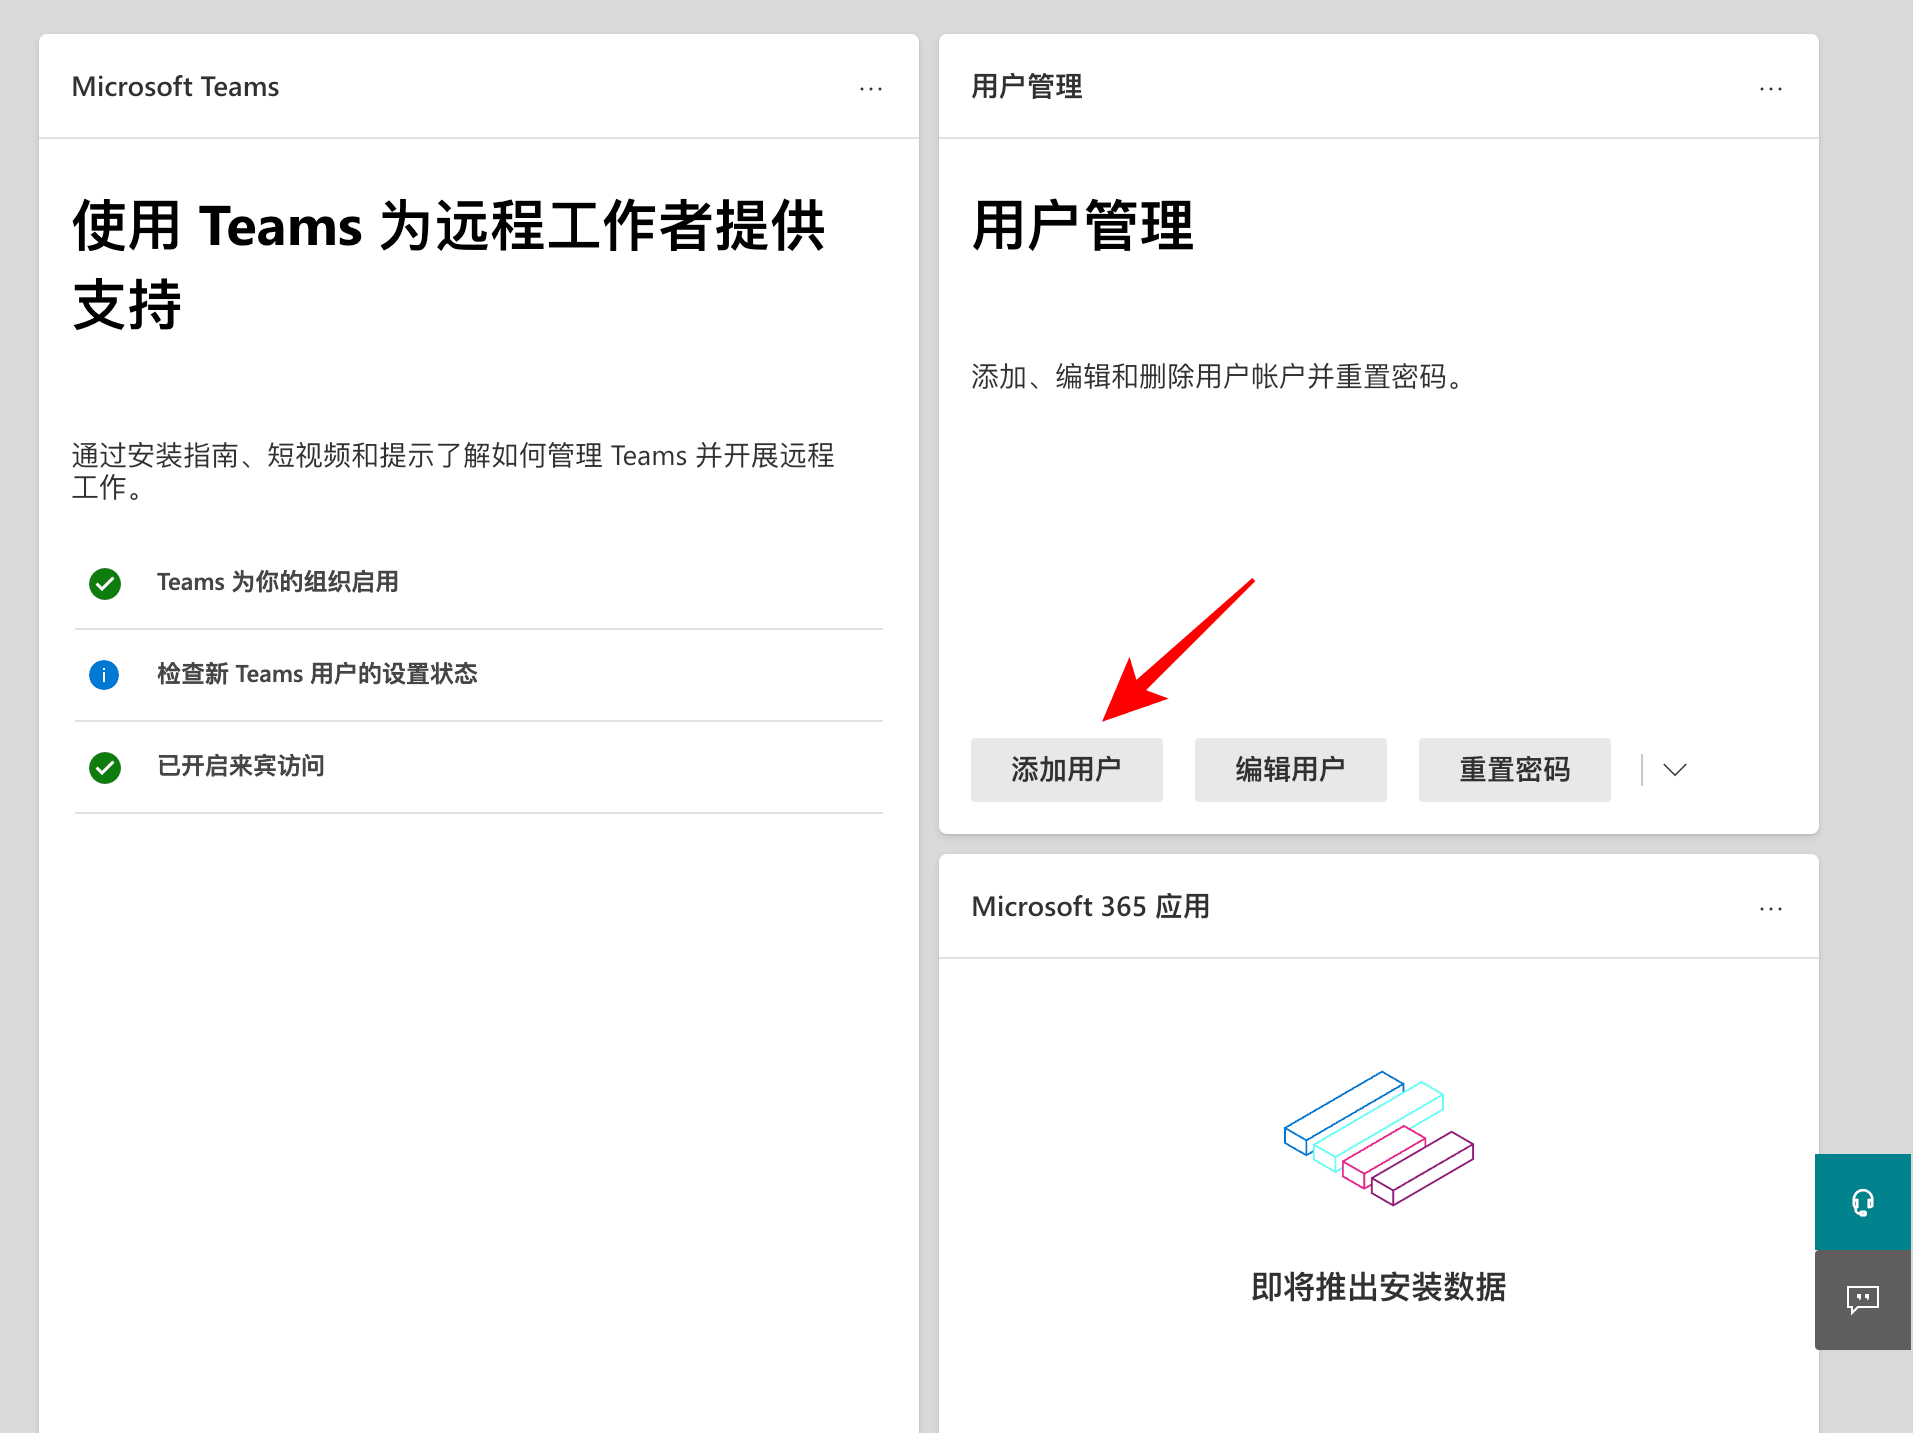 Microsoft Teams
使用 Teams 为远程工作者提供
支持
通过安装指南、短视频和提示了解如何管理 Teams 并开展远程
工作。
Teams 为你的组织启用
检查新 Teams 用户的设置状态
已开启来宾访问
用户管理
用户管理
添加、编辑和删除用户帐户并重置密码。
添加用户
编辑用户
重置密码
Microsoft 365 应用
即将推出安装数据